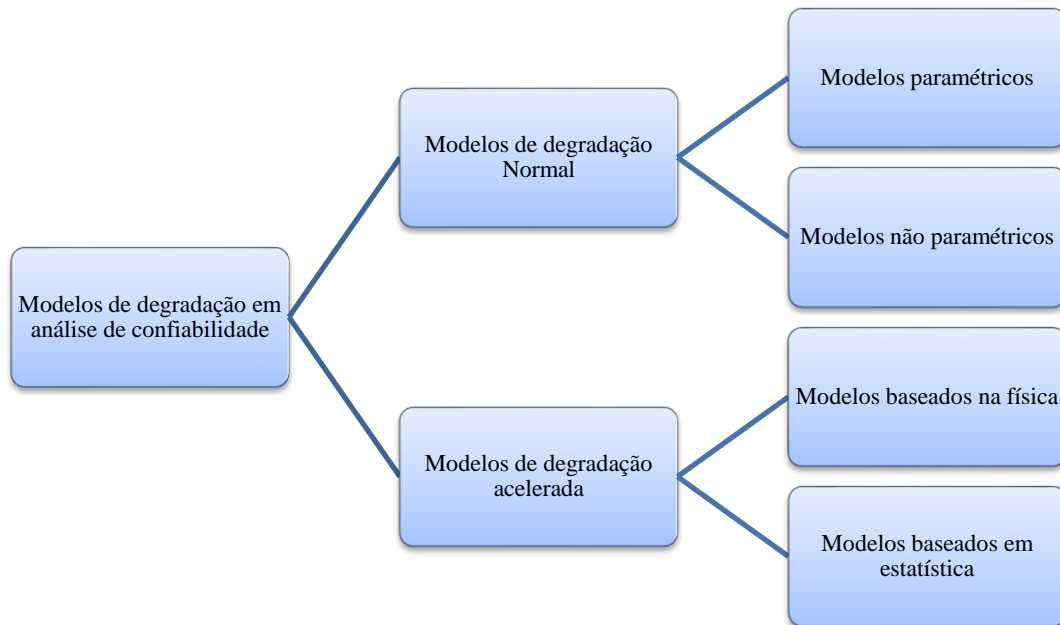 Modelos de degradação em
análise de confiabilidade
Modelos de degradação
Normal
Modelos paramétricos
Modelos não paramétricos
Modelos de degradação
acelerada
Modelos baseados na física
Modelos baseados em
estatística